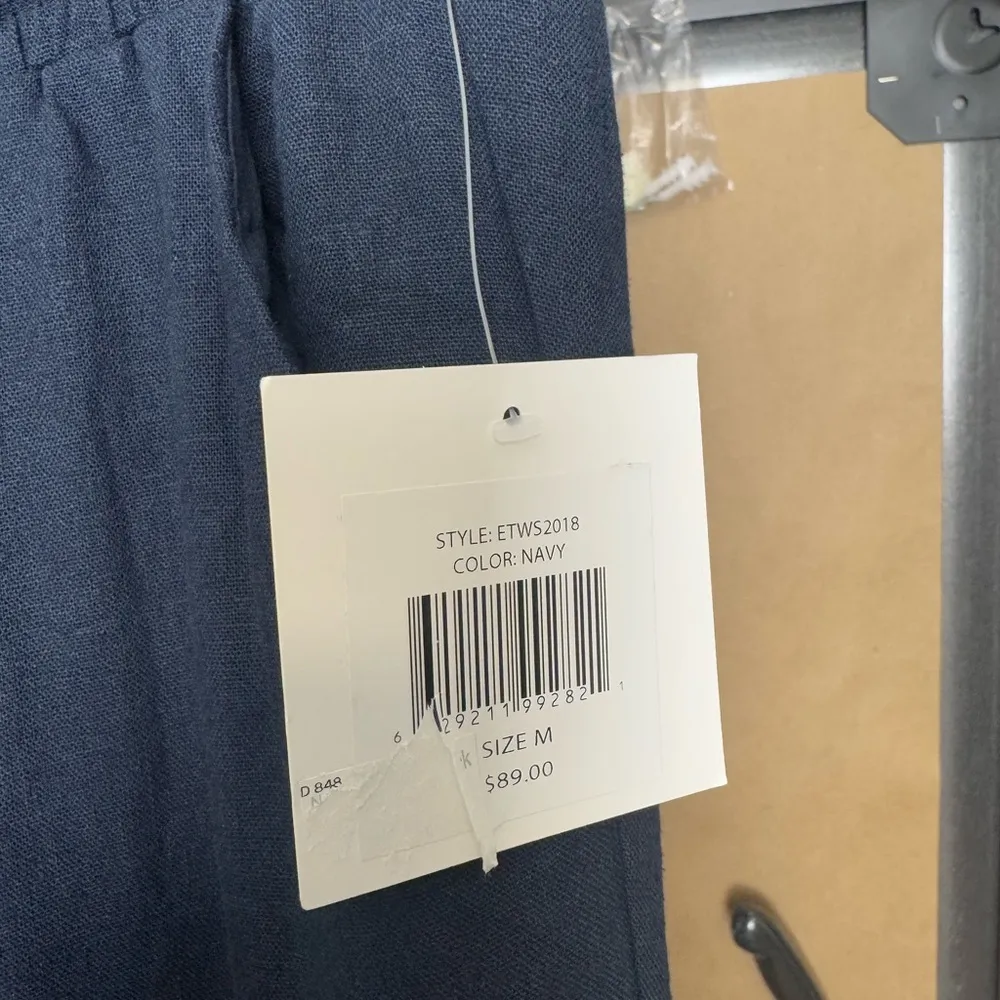 STYLE: ETWS2018
COLOR: NAVY
6 29211 99282 1
k SIZE M
$89.00
D 848